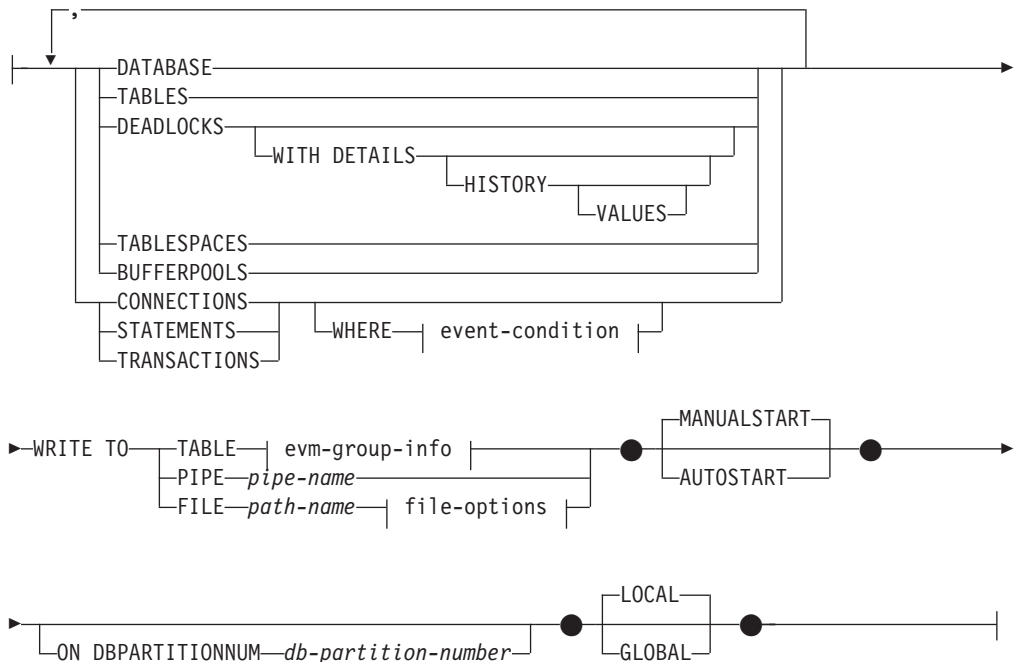 ,
DATABASE
TABLES
DEADLOCKS
WITH DETAILS
HISTORY
VALUES
TABLESPACES
BUFFERPOOLS
CONNECTIONS
STATEMENTS
TRANSACTIONS
WHERE event-condition
MANUALSTART
WRITE TO TABLE evm-group-info
PIPE pipe-name AUTOSTART
FILE path-name file-options
LOCAL
ON DBPARTITIONNUM db-partition-number GLOBAL